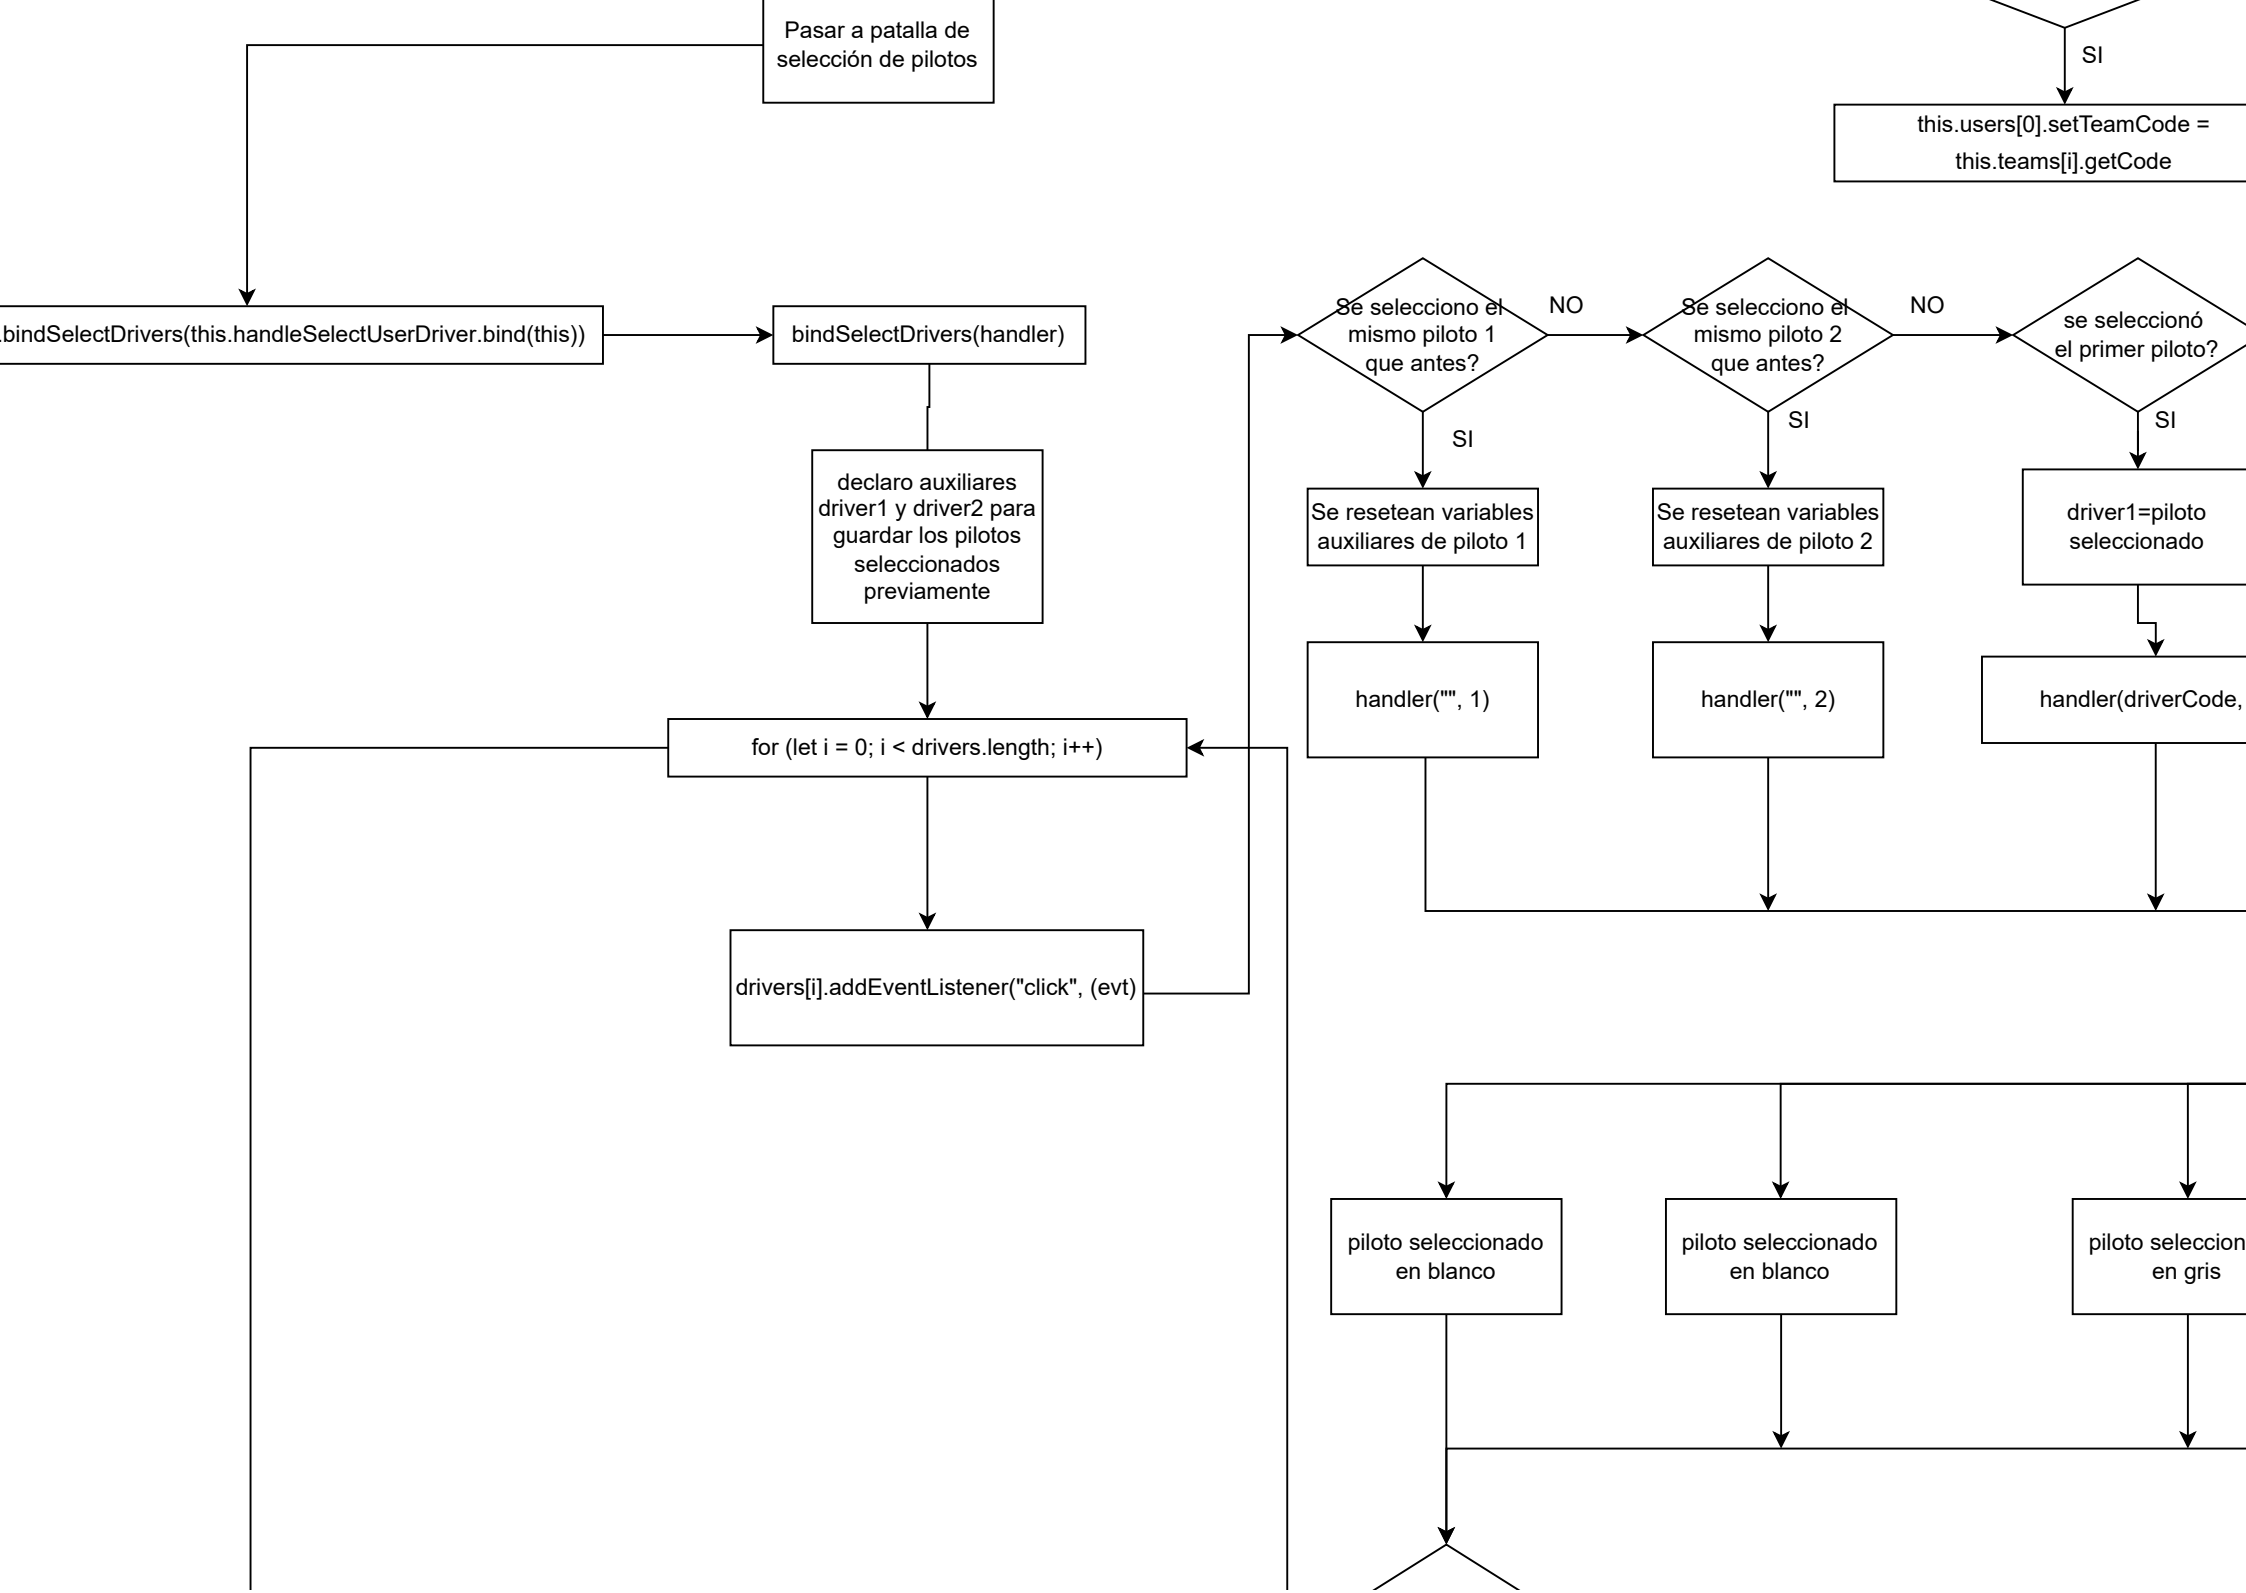 Pasar a patalla de
selección de pilotos
SI
this.users[0].setTeamCode =
this.teams[i].getCode
.bindSelectDrivers(this.handleSelectUserDriver.bind(this))
bindSelectDrivers(handler)
Se selecciono el
mismo piloto 1
que antes?
NO
Se selecciono el
mismo piloto 2
que antes?
NO
se seleccionó
el primer piloto?
SI
SI
SI
declaro auxiliares
driver1 y driver2 para
guardar los pilotos
seleccionados
previamente
Se resetean variables
auxiliares de piloto 1
Se resetean variables
auxiliares de piloto 2
driver1=piloto
seleccionado
handler("", 1)
handler("", 2)
handler(driverCode,
for (let i = 0; i < drivers.length; i++)
drivers[i].addEventListener("click", (evt)
piloto seleccionado
en blanco
piloto seleccionado
en blanco
piloto seleccion
en gris